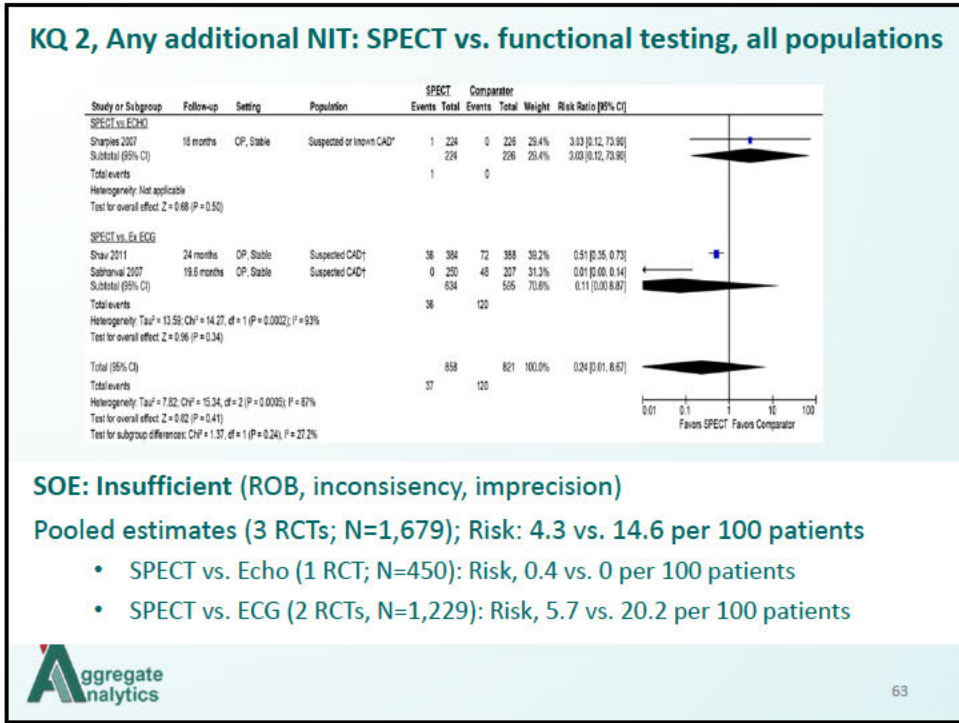 KQ 2, Any additional NIT: SPECT vs. functional testing, all populations
SPECT Comparator
Study or Subgroup Follow-up Setting Population Events Total Events Total Weight Risk Ratio [95% CI]
SPECT vs ECHO
Sharples 2007 18 months OP, Stable Suspected or known CAD* 1 224 0 226 29.4% 3.03 [0.12, 73.90]
Subtotal (95% CI) 224 226 29.4% 3.03 [0.12, 73.90]
Total events 1 0
Heterogeneity: Not applicable
Test for overall effect: Z = 0.68 (P = 0.50)
SPECT vs. Ex ECG
Shaw 2011 24 months OP, Stable Suspected CAD† 36 384 72 388 39.2% 0.51 [0.35, 0.73]
Sabharwal 2007 19.6 months OP, Stable Suspected CAD† 0 250 48 207 31.3% 0.01 [0.00, 0.14]
Subtotal (95% CI) 634 595 70.6% 0.11 [0.00 8.87]
Total events 36 120
Heterogeneity: Tau² = 13.59; Chi² = 14.27, df = 1 (P = 0.0002); I² = 93%
Test for overall effect: Z = 0.96 (P = 0.34)
Total (95% CI) 858 821 100.0% 0.24 [0.01, 8.67]
Total events 37 120
Heterogeneity: Tau² = 7.82; Chi² = 15.34, df = 2 (P = 0.0005); I² = 87%
Test for overall effect: Z = 0.82 (P = 0.41)
Test for subgroup differences: Chi² = 1.37, df = 1 (P = 0.24), I² = 27.2%
0.01 0.1 1 10 100
Favors SPECT Favors Comparator
SOE: Insufficient (ROB, inconsisency, imprecision)
Pooled estimates (3 RCTs; N=1,679); Risk: 4.3 vs. 14.6 per 100 patients
• SPECT vs. Echo (1 RCT; N=450): Risk, 0.4 vs. 0 per 100 patients
• SPECT vs. ECG (2 RCTs, N=1,229): Risk, 5.7 vs. 20.2 per 100 patients
Aggregate
Analytics
63